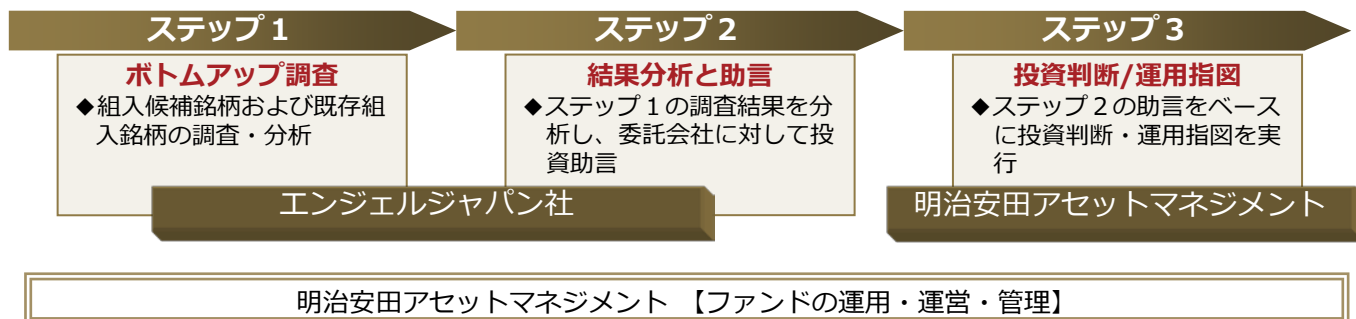 ステップ1
ステップ2
ステップ3
ボトムアップ調査
◆組入候補銘柄および既存組
入銘柄の調査・分析
結果分析と助言
◆ステップ1の調査結果を分
析し、委託会社に対して投
資助言
投資判断/運用指図
◆ステップ2の助言をベース
に投資判断・運用指図を実
行
エンジェルジャパン社
明治安田アセットマネジメント
明治安田アセットマネジメント 【ファンドの運用・運営・管理】